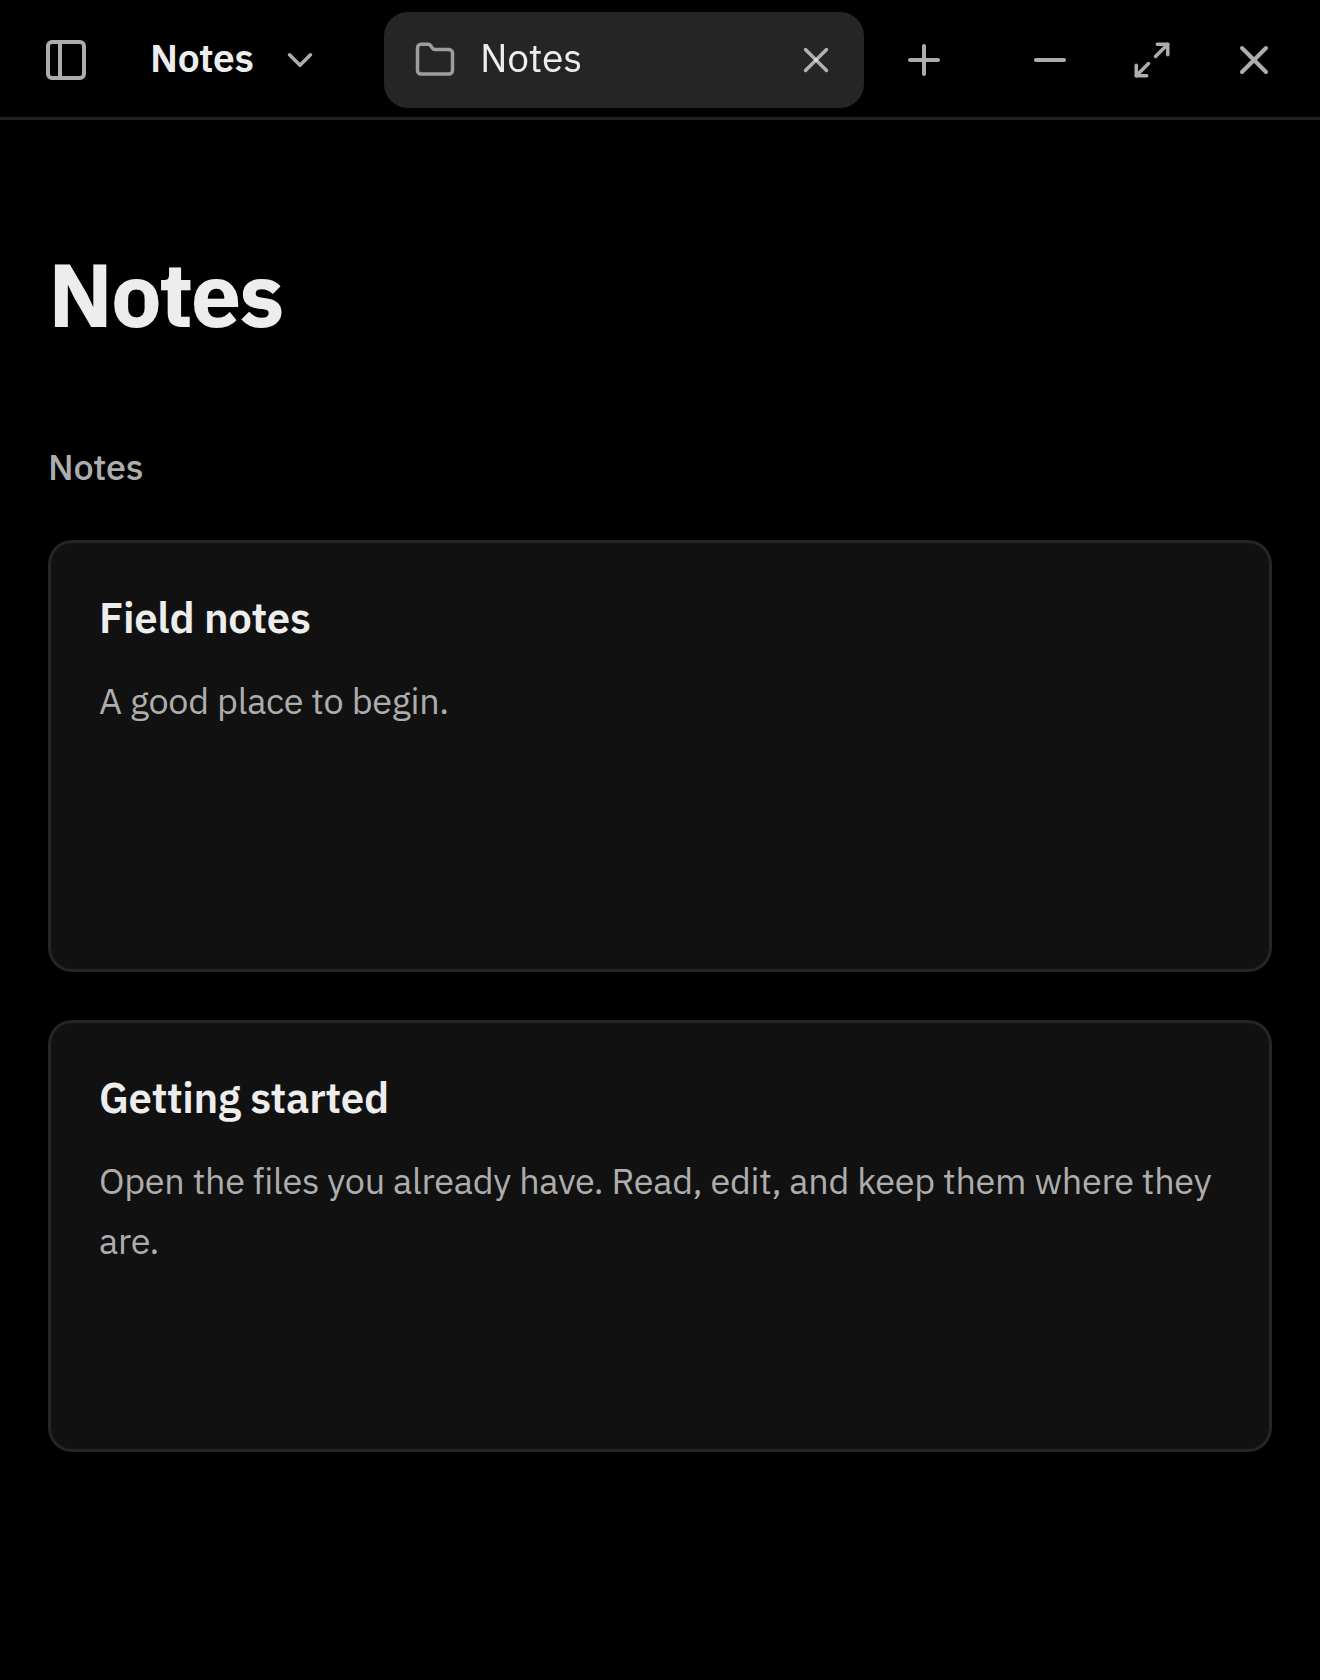 Notes
Notes
Notes
Notes
Field notes
A good place to begin.
Getting started
Open the files you already have. Read, edit, and keep them where they
are.